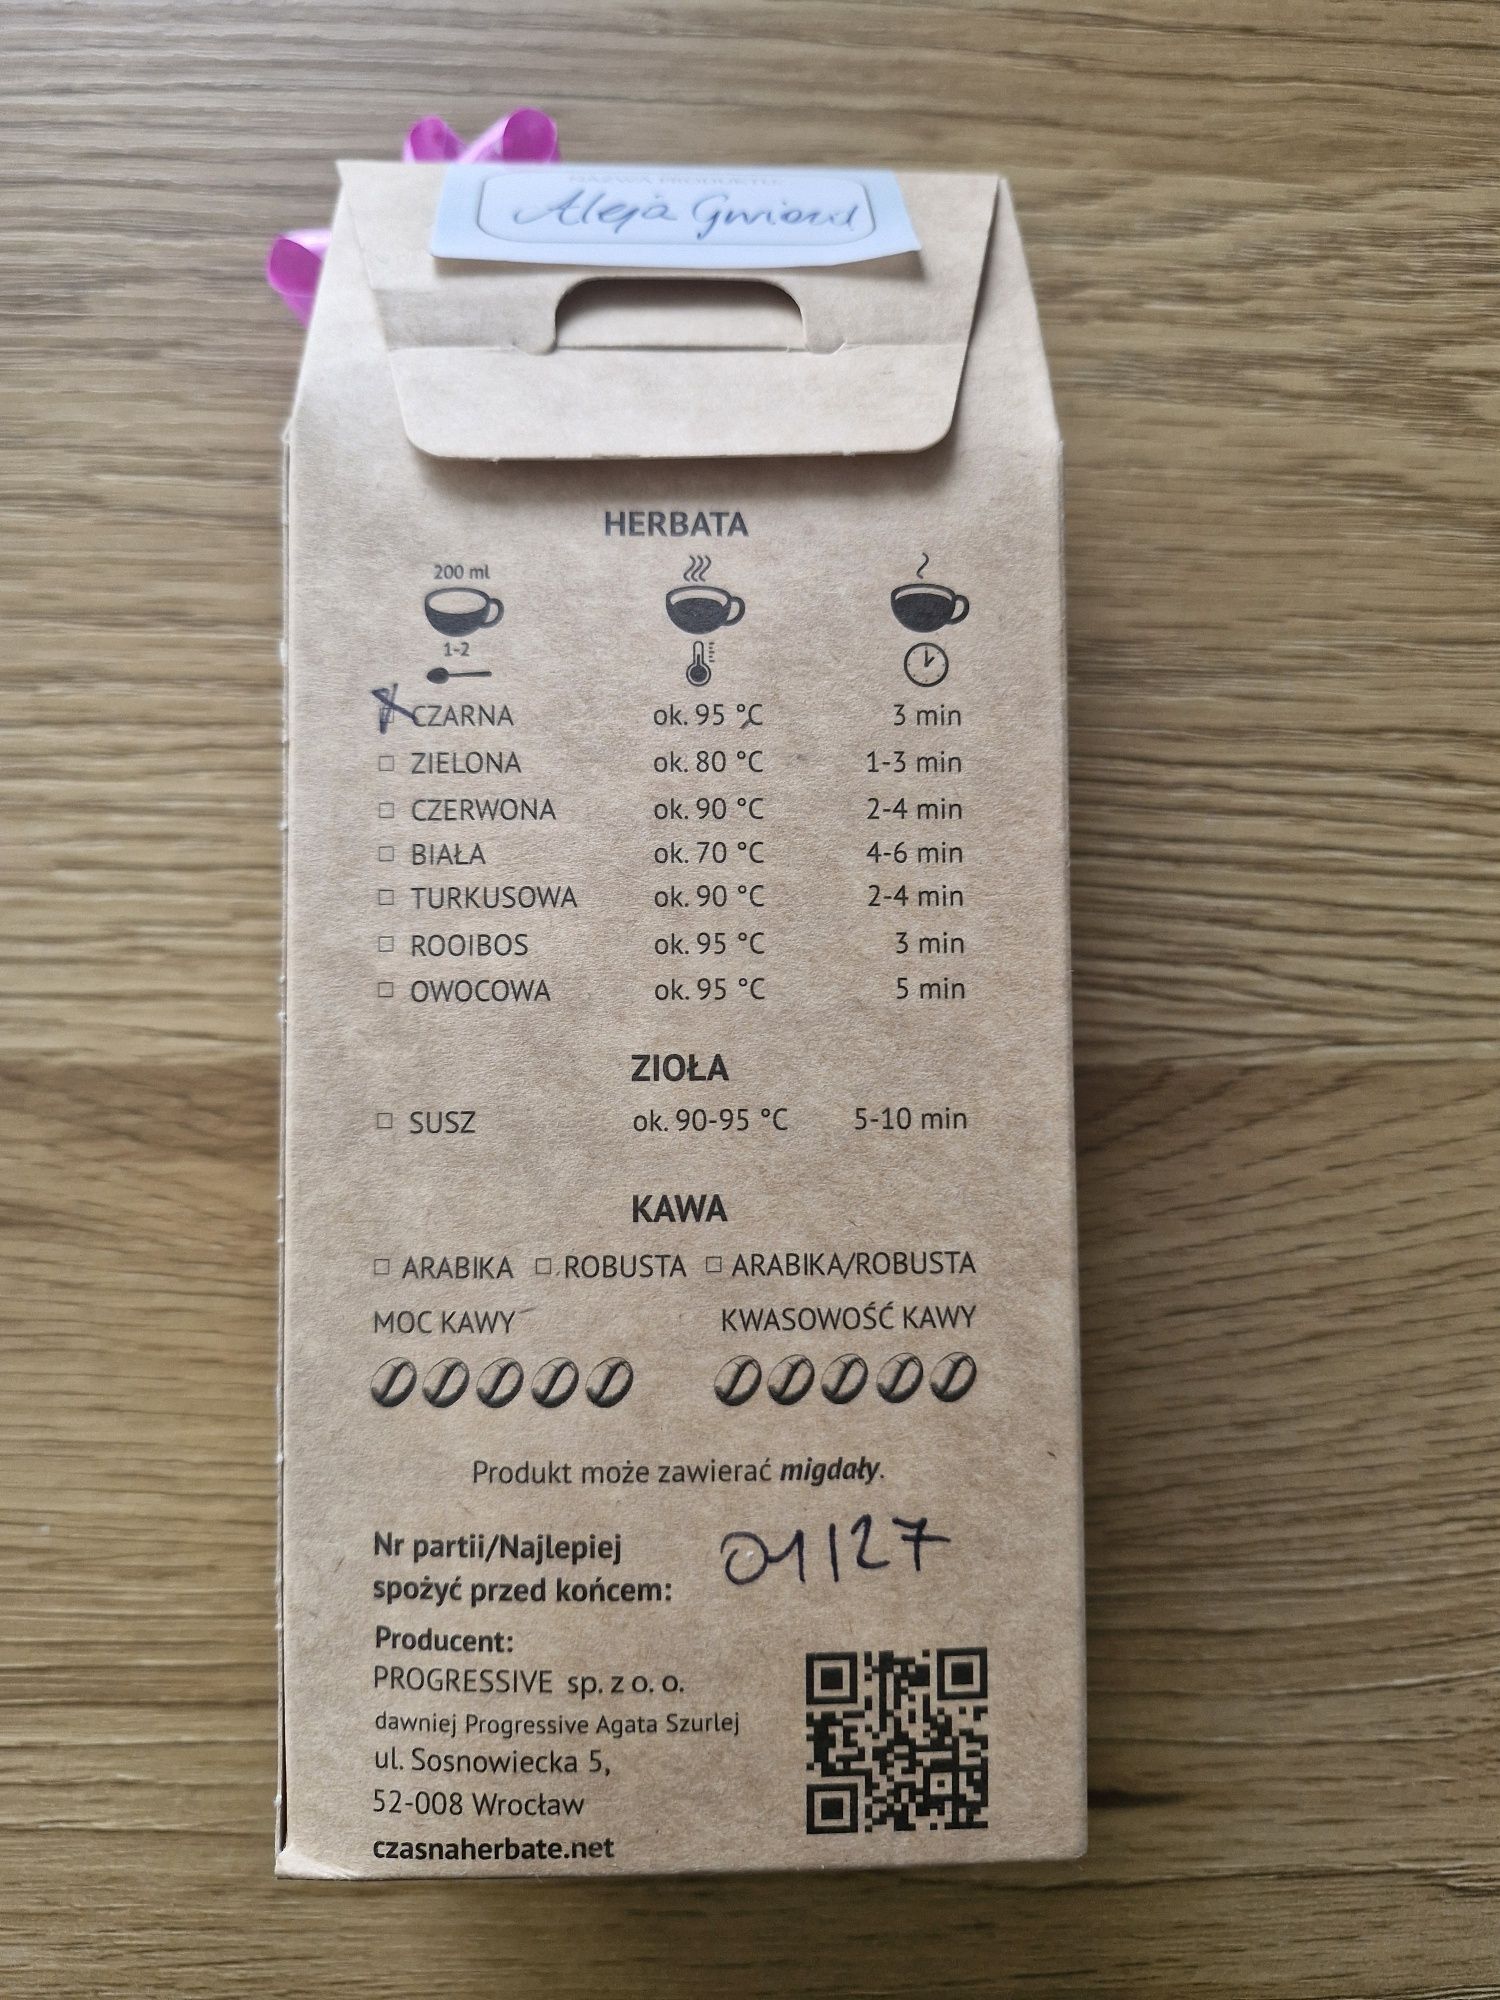 NAZWA PRODUKTU:
Aleja Gwiazd
HERBATA
200 ml
1-2
CZARNA ok. 95 °C 3 min
ZIELONA ok. 80 °C 1-3 min
CZERWONA ok. 90 °C 2-4 min
BIAŁA ok. 70 °C 4-6 min
TURKUSOWA ok. 90 °C 2-4 min
ROOIBOS ok. 95 °C 3 min
OWOCOWA ok. 95 °C 5 min
ZIOŁA
SUSZ ok. 90-95 °C 5-10 min
KAWA
ARABIKA ROBUSTA ARABIKA/ROBUSTA
MOC KAWY KWASOWOŚĆ KAWY
Produkt może zawierać migdały.
Nr partii/Najlepiej
spożyć przed końcem: 01/27
Producent:
PROGRESSIVE sp. z o. o.
dawniej Progressive Agata Szurlej
ul. Sosnowiecka 5,
52-008 Wrocław
czasnaherbate.net